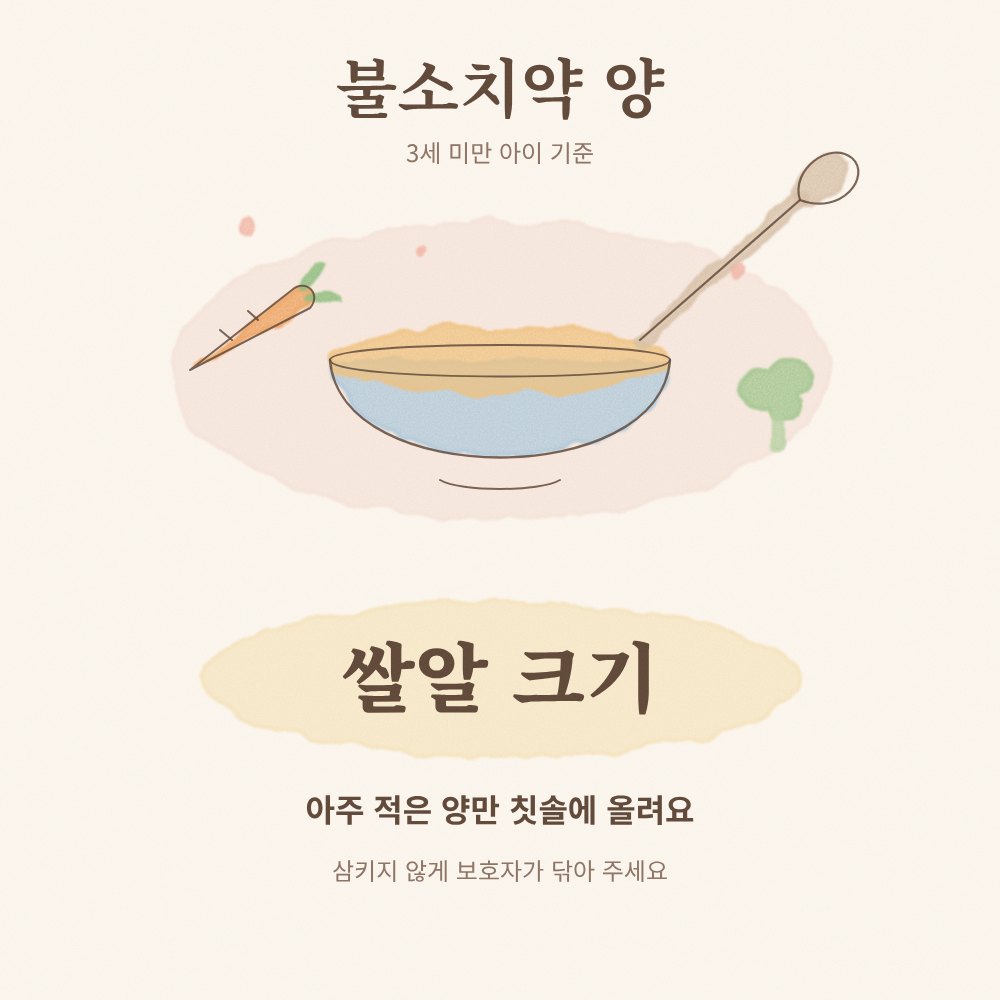 불소치약 양
3세 미만 아이 기준
쌀알 크기
아주 적은 양만 칫솔에 올려요
삼키지 않게 보호자가 닦아 주세요